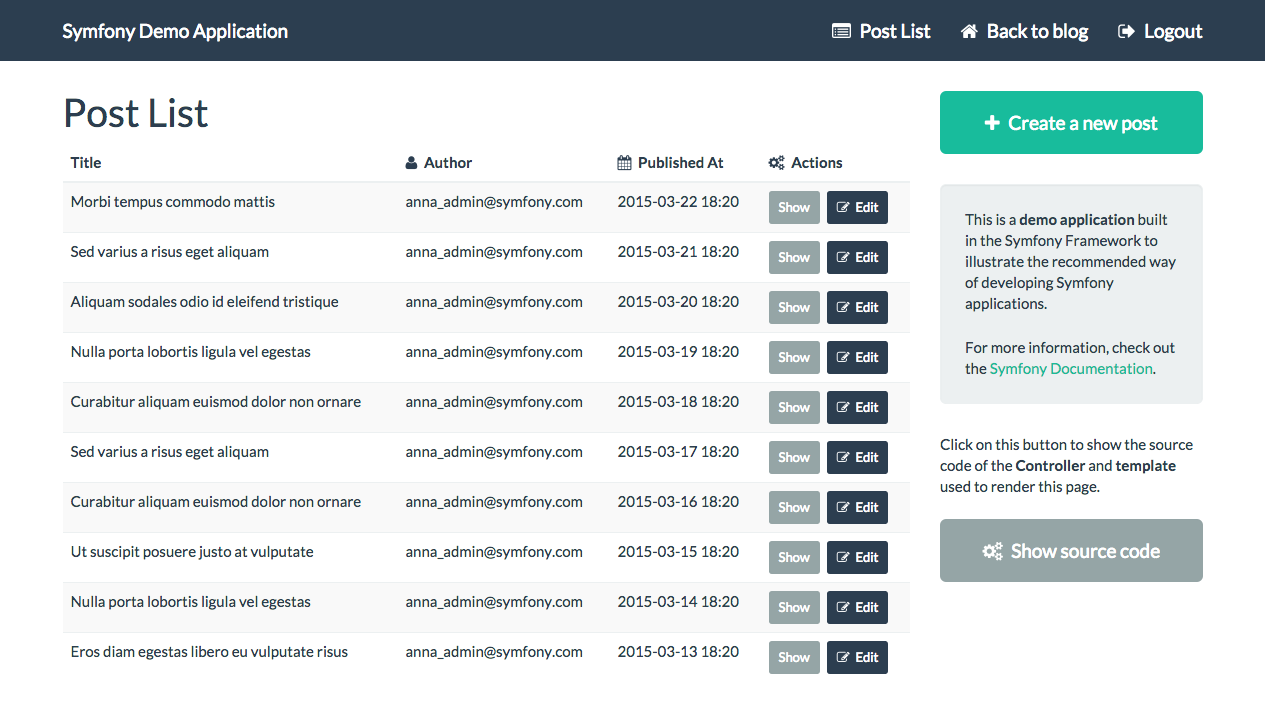 Symfony Demo Application Post List Back to blog Logout
Post List
Title Author Published At Actions
Morbi tempus commodo mattis anna_admin@symfony.com 2015-03-22 18:20 Show Edit
Sed varius a risus eget aliquam anna_admin@symfony.com 2015-03-21 18:20 Show Edit
Aliquam sodales odio id eleifend tristique anna_admin@symfony.com 2015-03-20 18:20 Show Edit
Nulla porta lobortis ligula vel egestas anna_admin@symfony.com 2015-03-19 18:20 Show Edit
Curabitur aliquam euismod dolor non ornare anna_admin@symfony.com 2015-03-18 18:20 Show Edit
Sed varius a risus eget aliquam anna_admin@symfony.com 2015-03-17 18:20 Show Edit
Curabitur aliquam euismod dolor non ornare anna_admin@symfony.com 2015-03-16 18:20 Show Edit
Ut suscipit posuere justo at vulputate anna_admin@symfony.com 2015-03-15 18:20 Show Edit
Nulla porta lobortis ligula vel egestas anna_admin@symfony.com 2015-03-14 18:20 Show Edit
Eros diam egestas libero eu vulputate risus anna_admin@symfony.com 2015-03-13 18:20 Show Edit
Create a new post
This is a demo application built
in the Symfony Framework to
illustrate the recommended way
of developing Symfony
applications.
For more information, check out
the Symfony Documentation.
Click on this button to show the source
code of the Controller and template
used to render this page.
Show source code